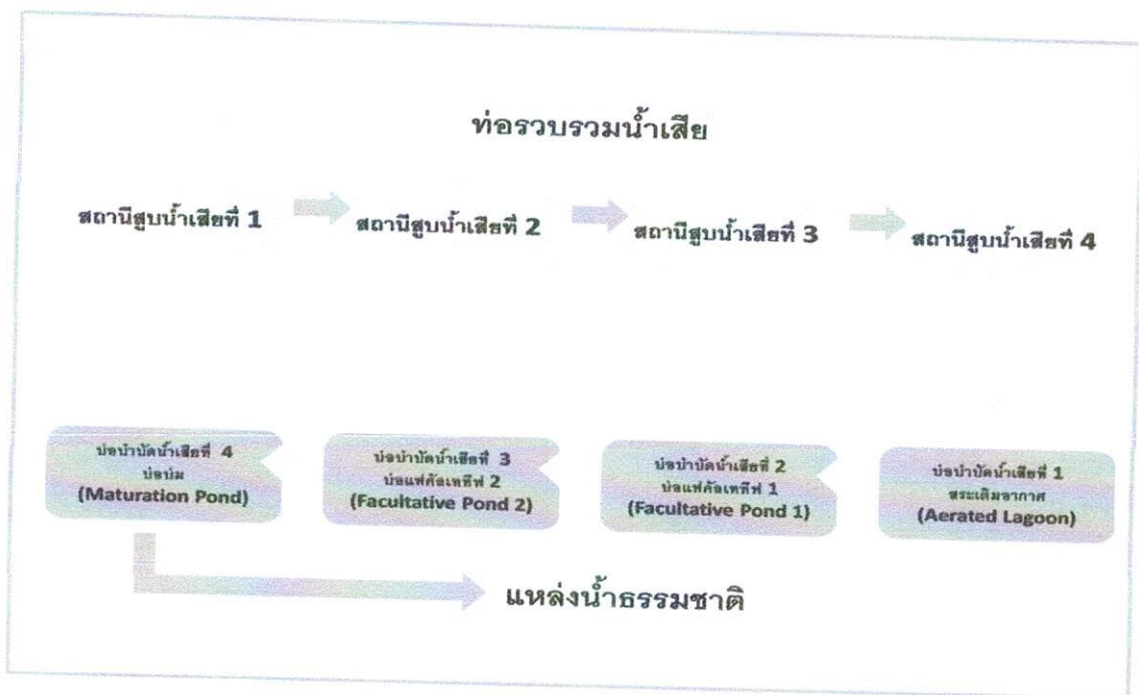 ท่อรวบรวมน้ำเสีย
สถานีสูบน้ำเสียที่ 1
สถานีสูบน้ำเสียที่ 2
สถานีสูบน้ำเสียที่ 3
สถานีสูบน้ำเสียที่ 4
บ่อบำบัดน้ำเสียที่ 4
บ่อบ่ม
(Maturation Pond)
บ่อบำบัดน้ำเสียที่ 3
บ่อแฟคัลเททีฟ 2
(Facultative Pond 2)
บ่อบำบัดน้ำเสียที่ 2
บ่อแฟคัลเททีฟ 1
(Facultative Pond 1)
บ่อบำบัดน้ำเสียที่ 1
สระเติมอากาศ
(Aerated Lagoon)
แหล่งน้ำธรรมชาติ